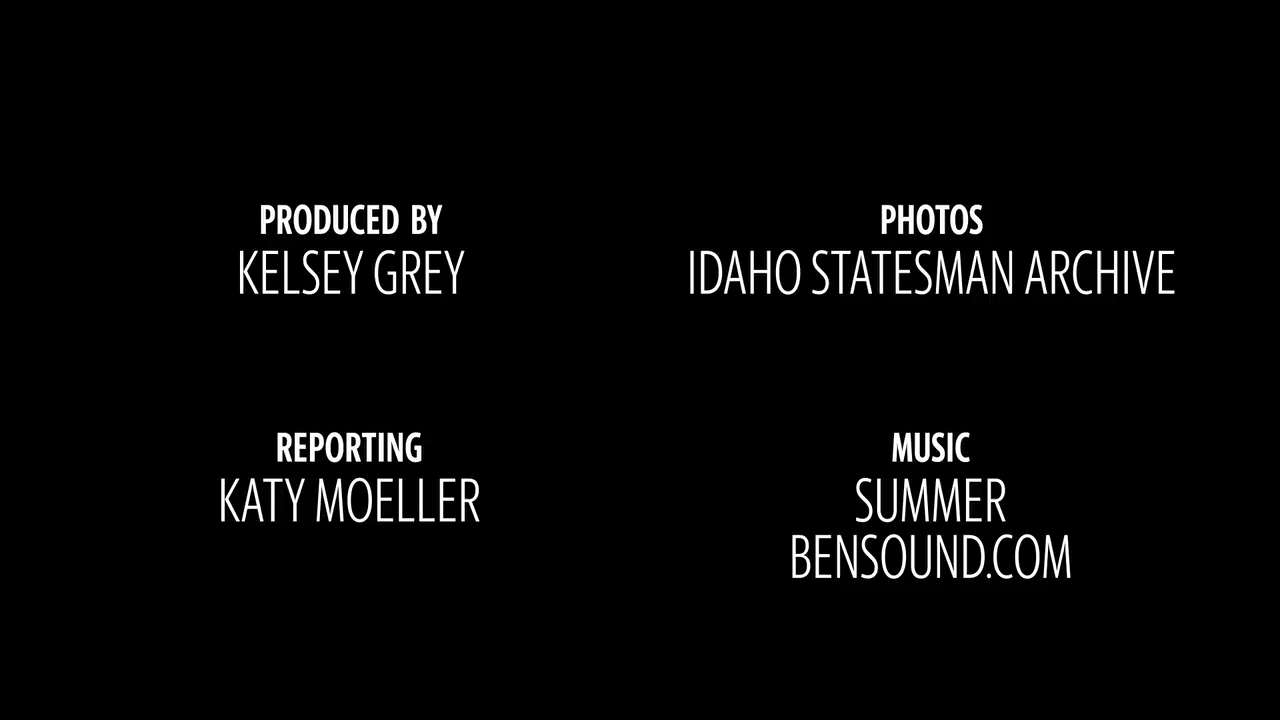 PRODUCED BY
KELSEY GREY
PHOTOS
IDAHO STATESMAN ARCHIVE
REPORTING
KATY MOELLER
MUSIC
SUMMER
BENSOUND.COM